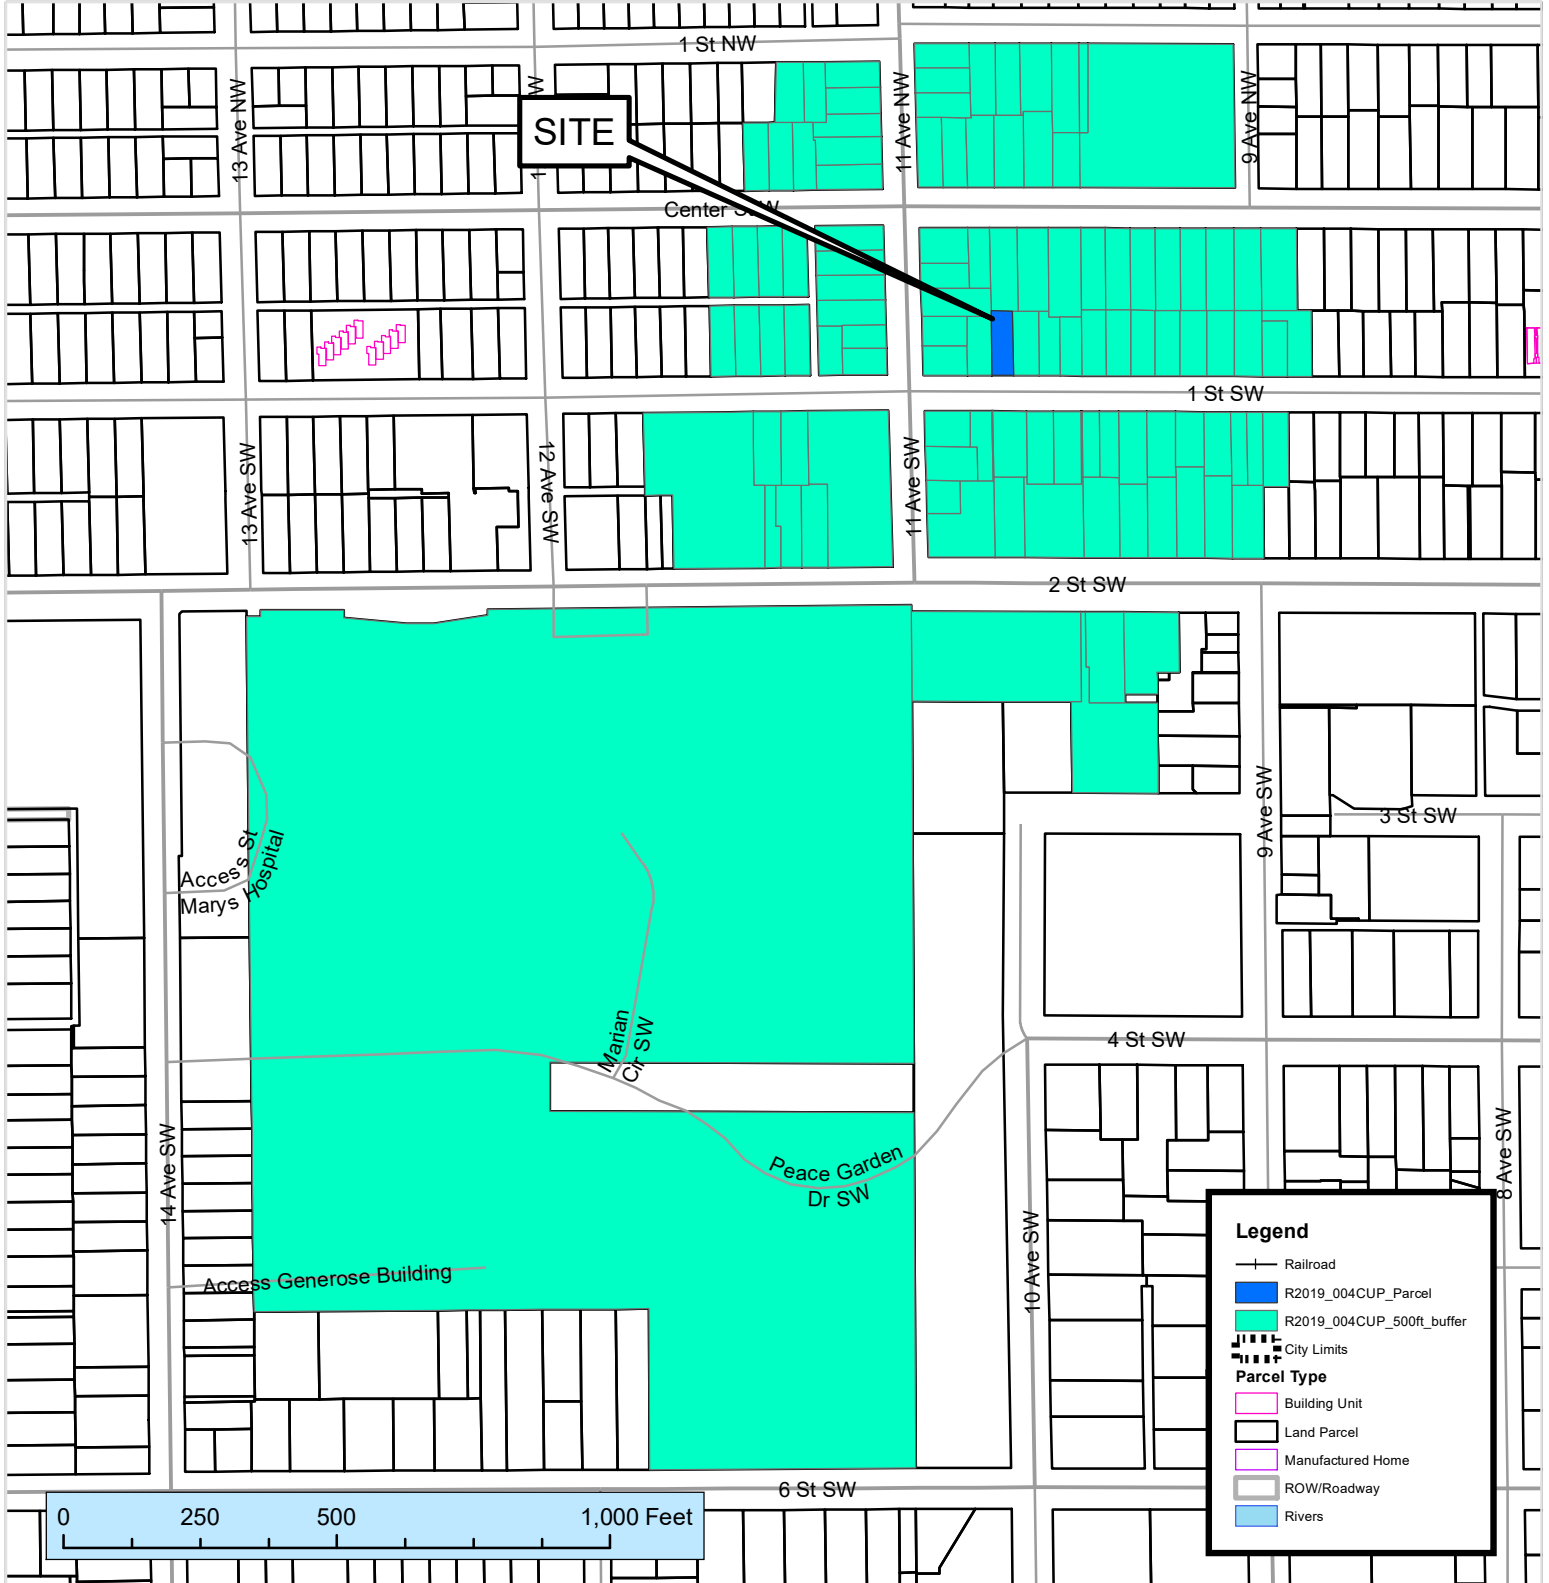 1 St NW
13 Ave NW
W
1
SITE
11 Ave NW
9 Ave NW
Center St W
1 St SW
13 Ave SW
12 Ave SW
11 Ave SW
2 St SW
9 Ave SW
3 St SW
Access St
Marys Hospital
Marian
Cir SW
4 St SW
14 Ave SW
Peace Garden
Dr SW
8 Ave SW
10 Ave SW
Access Generose Building
6 St SW
Legend
Railroad
R2019_004CUP_Parcel
R2019_004CUP_500ft_buffer
City Limits
Parcel Type
Building Unit
Land Parcel
Manufactured Home
ROW/Roadway
Rivers
0 250 500 1,000 Feet